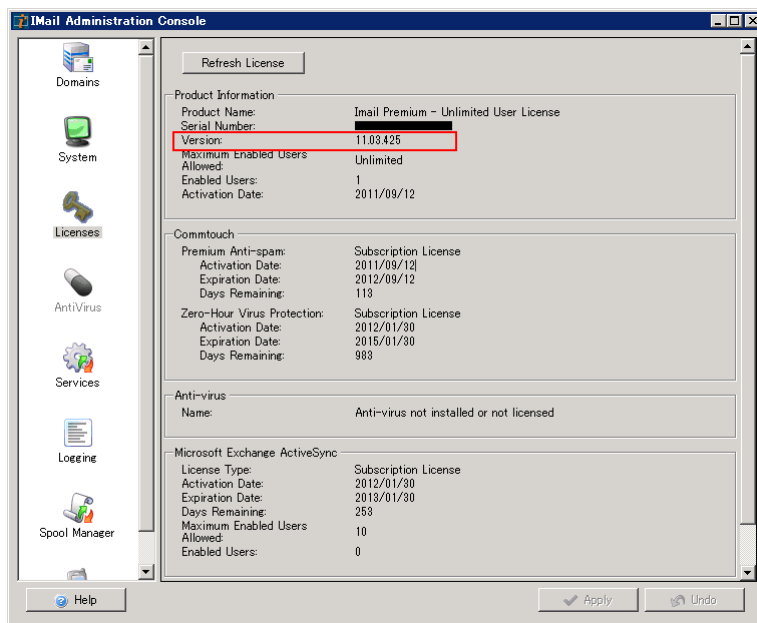 IMail Administration Console
Domains
System
Licenses
AntiVirus
Services
Logging
Spool Manager
Refresh License
Product Information
Product Name: Imail Premium - Unlimited User License
Serial Number:
Version: 11.03.425
Maximum Enabled Users
Allowed: Unlimited
Enabled Users: 1
Activation Date: 2011/09/12
Commtouch
Premium Anti-spam: Subscription License
Activation Date: 2011/09/12
Expiration Date: 2012/09/12
Days Remaining: 113
Zero-Hour Virus Protection: Subscription License
Activation Date: 2012/01/30
Expiration Date: 2015/01/30
Days Remaining: 983
Anti-virus
Name: Anti-virus not installed or not licensed
Microsoft Exchange ActiveSync
License Type: Subscription License
Activation Date: 2012/01/30
Expiration Date: 2013/01/30
Days Remaining: 253
Maximum Enabled Users
Allowed: 10
Enabled Users: 0
Help
Apply
Undo